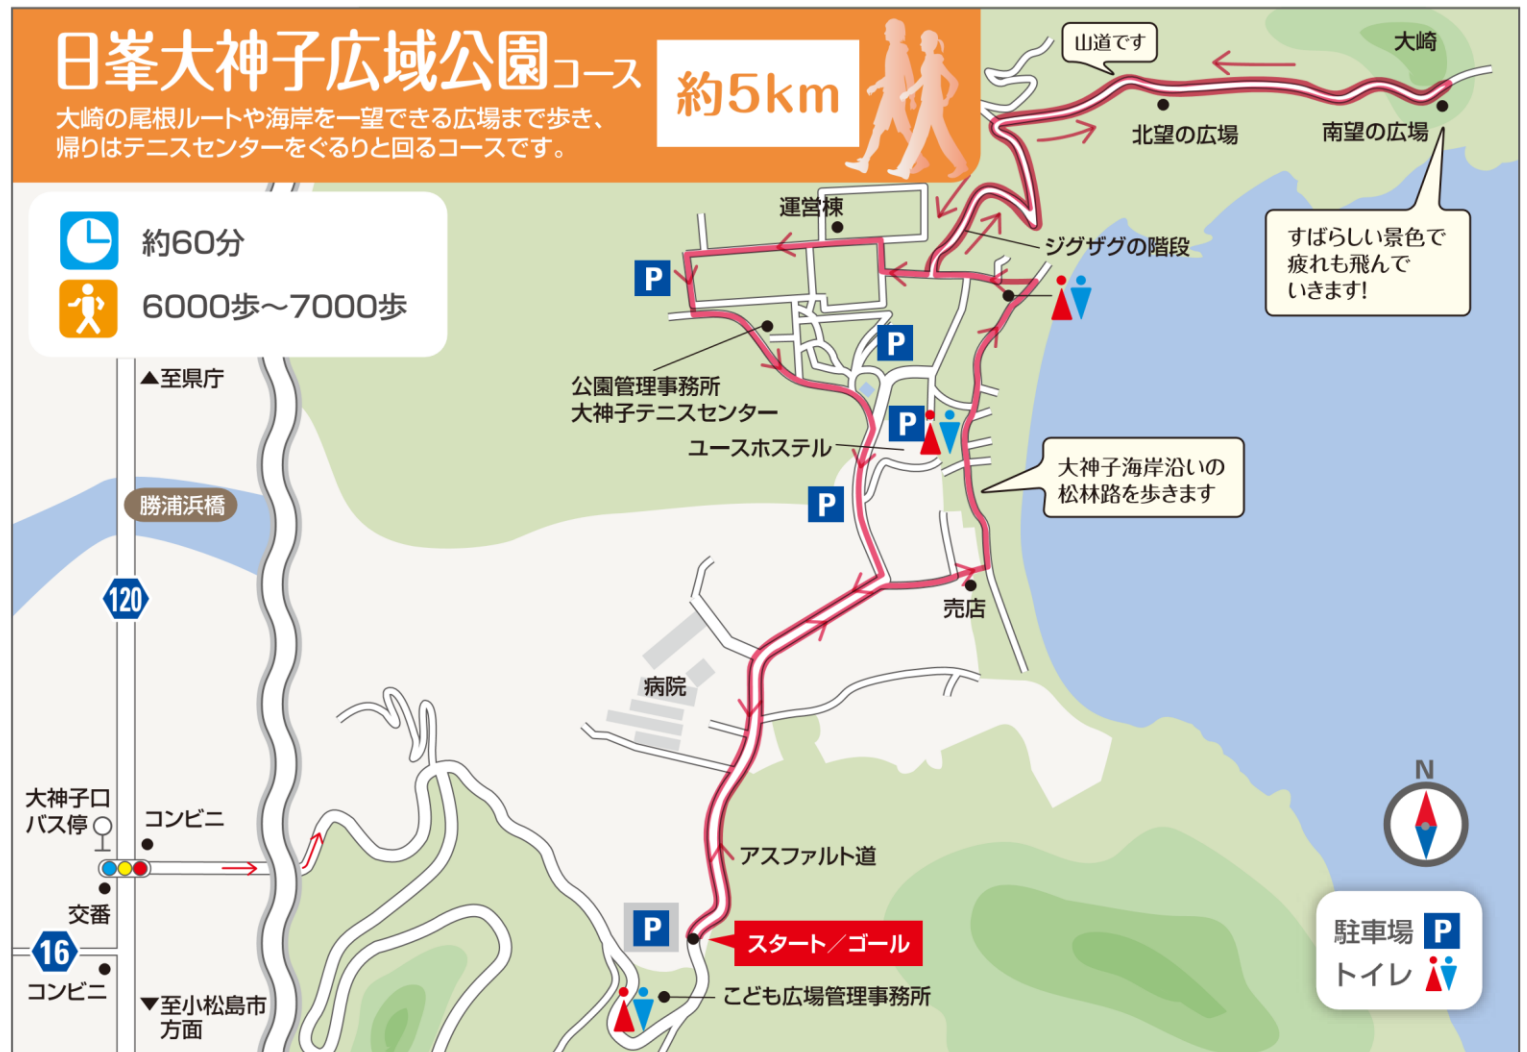 日峯大神子広域公園コース
約5km
大崎の尾根ルートや海岸を一望できる広場まで歩き、
帰りはテニスセンターをぐるりと回るコースです。
約60分
6000歩～7000歩
山道です
大崎
北望の広場
南望の広場
すばらしい景色で
疲れも飛んで
いきます!
運営棟
ジグザグの階段
P
P
P
P
公園管理事務所
大神子テニスセンター
ユースホステル
大神子海岸沿いの
松林路を歩きます
▲至県庁
勝浦浜橋
120
売店
病院
大神子口
バス停
コンビニ
交番
16
コンビニ
▼至小松島市
方面
アスファルト道
P
スタート／ゴール
こども広場管理事務所
N
駐車場 P
トイレ